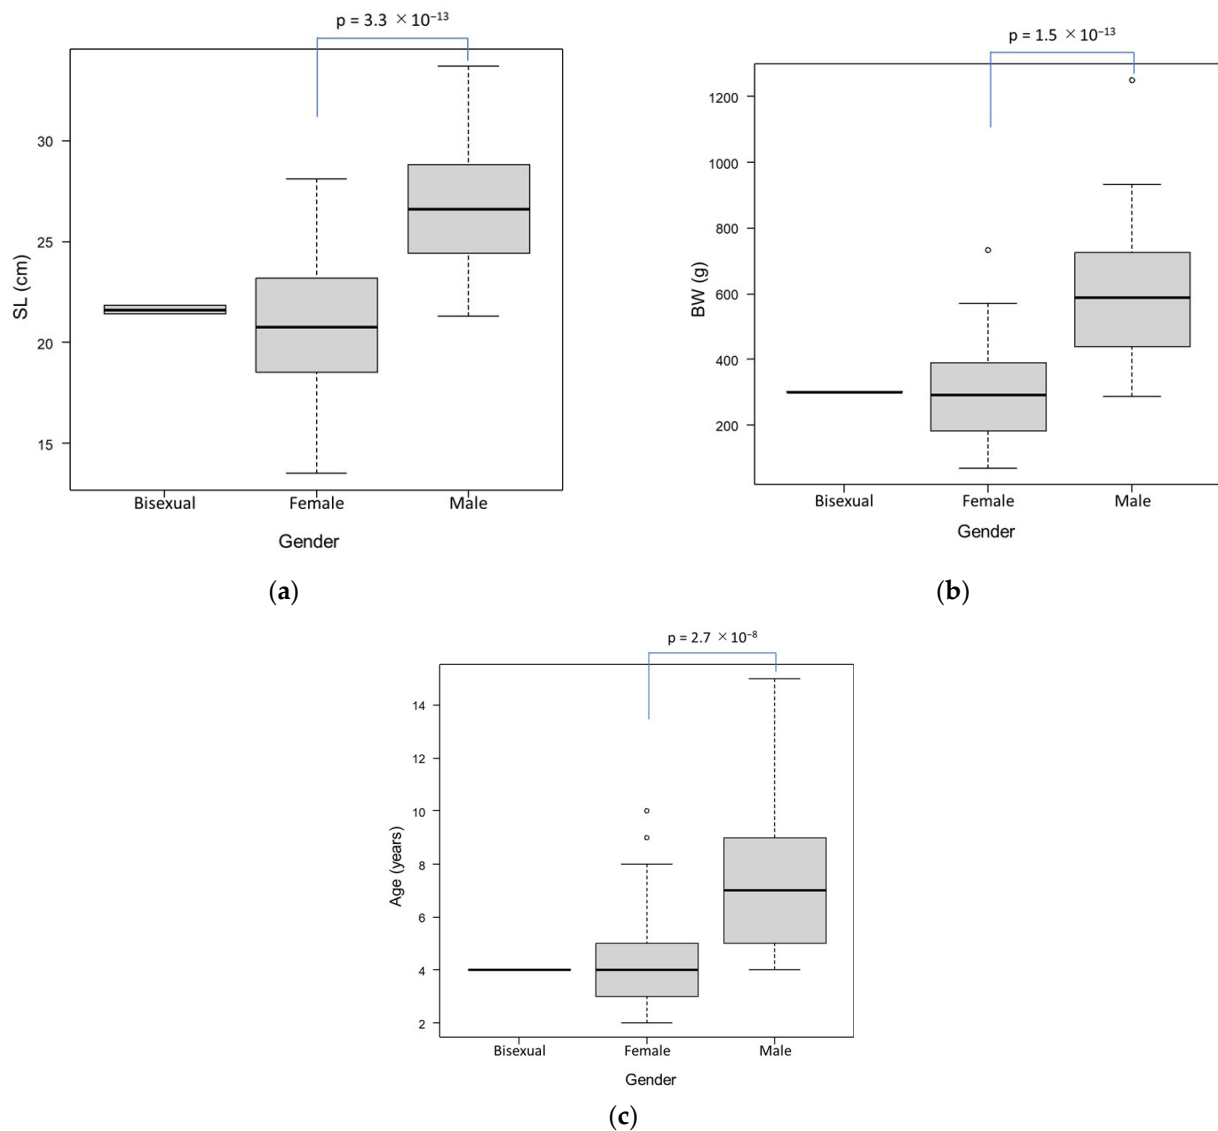 p = 3.3 × 10⁻¹³
SL (cm)
30
25
20
15
Bisexual Female Male
Gender
(a)
p = 1.5 × 10⁻¹³
BW (g)
1200
1000
800
600
400
200
Bisexual Female Male
Gender
(b)
p = 2.7 × 10⁻⁸
Age (years)
14
12
10
8
6
4
2
Bisexual Female Male
Gender
(c)